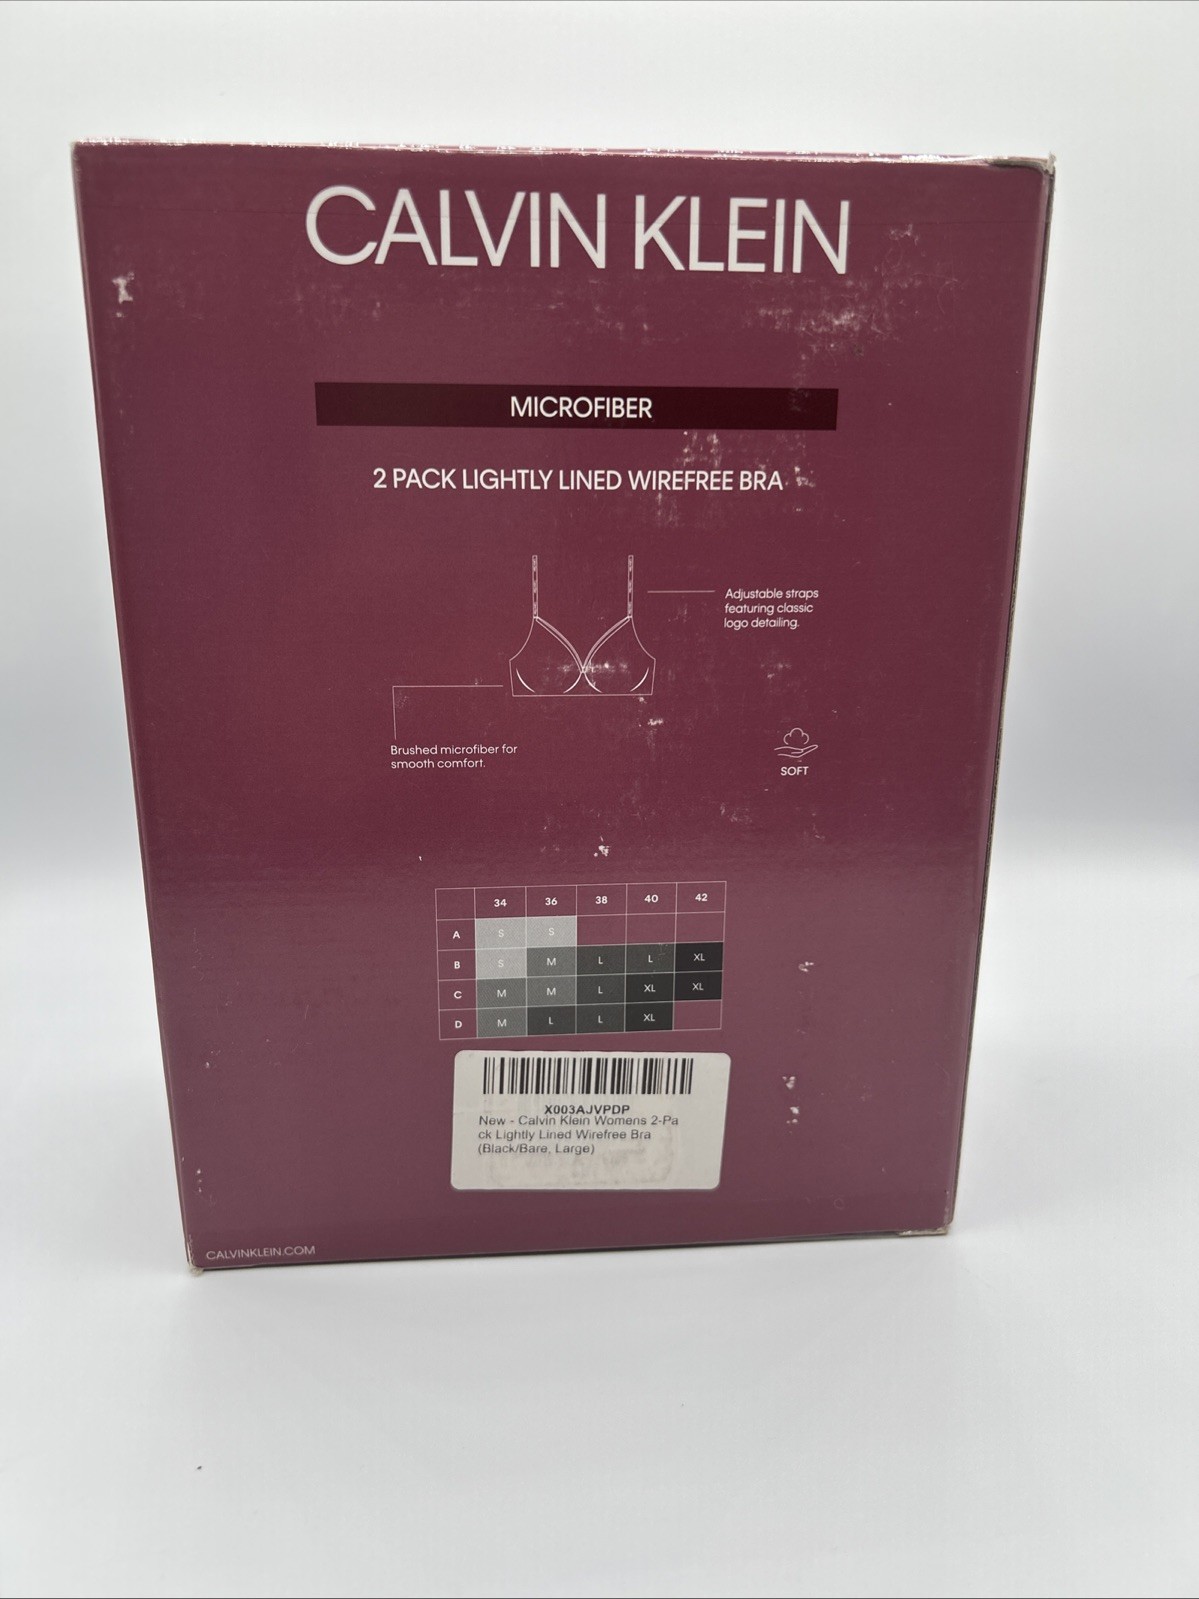 CALVIN KLEIN
MICROFIBER
2 PACK LIGHTLY LINED WIREFREE BRA
Adjustable straps
featuring classic
logo detailing.
Brushed microfiber for
smooth comfort.
SOFT
34 36 38 40 42
A S S
B S M L L XL
C M M L XL XL
D M L L XL
X003AJVPDP
New - Calvin Klein Womens 2-Pa
ck Lightly Lined Wirefree Bra
(Black/Bare, Large)
CALVINKLEIN.COM